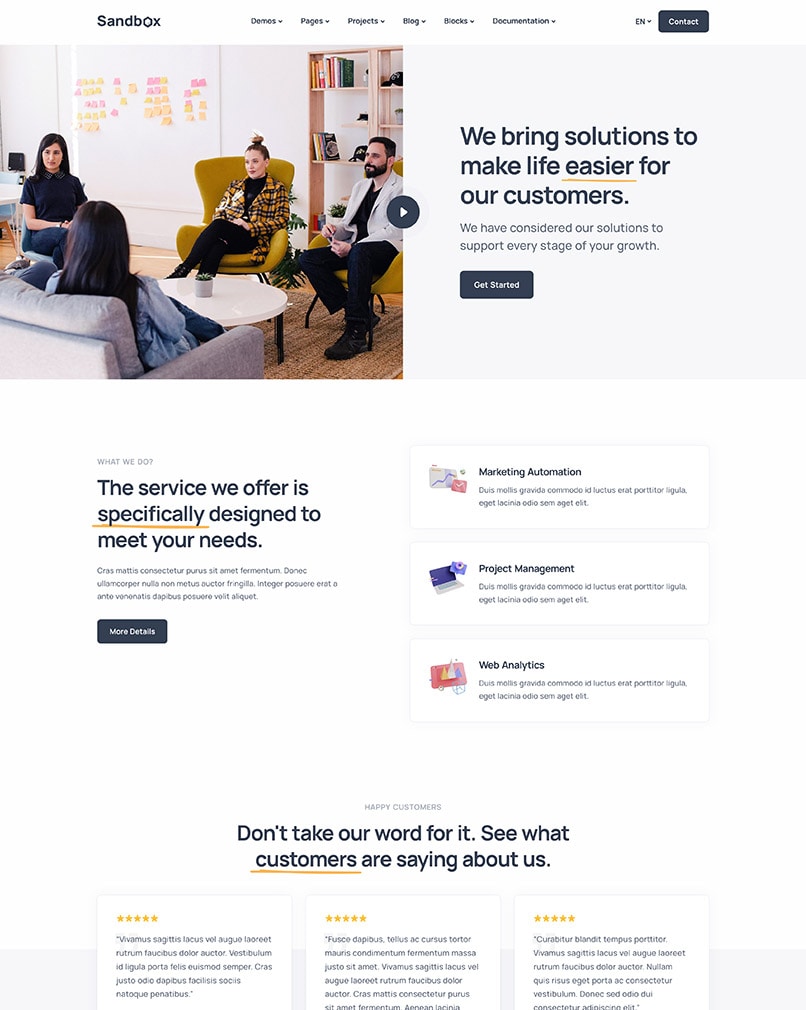 Sandbox
Demos Pages Projects Blog Blocks Documentation EN Contact
We bring solutions to
make life easier for
our customers.
We have considered our solutions to
support every stage of your growth.
Get Started
WHAT WE DO?
The service we offer is
specifically designed to
meet your needs.
Cras mattis consectetur purus sit amet fermentum. Donec
ullamcorper nulla non metus auctor fringilla. Integer posuere erat a
ante venenatis dapibus posuere velit aliquet.
More Details
Marketing Automation
Duis mollis gravida commodo id luctus erat porttitor ligula,
eget lacinia odio sem aget elit.
Project Management
Duis mollis gravida commodo id luctus erat porttitor ligula,
eget lacinia odio sem aget elit.
Web Analytics
Duis mollis gravida commodo id luctus erat porttitor ligula,
eget lacinia odio sem aget elit.
HAPPY CUSTOMERS
Don't take our word for it. See what
customers are saying about us.
“Vivamus sagittis lacus vel augue laoreet
rutrum faucibus dolor auctor. Vestibulum
id ligula porta felis euismod semper. Cras
justo odio dapibus facilisis sociis
natoque penatibus.”
“Fusce dapibus, tellus ac cursus tortor
mauris condimentum fermentum massa
justo sit amet. Vivamus sagittis lacus vel
augue laoreet rutrum faucibus dolor
auctor. Cras mattis consectetur purus
sit amet fermentum. Aenean lacinia
“Curabitur blandit tempus porttitor.
Vivamus sagittis lacus vel augue laoreet
rutrum faucibus dolor auctor. Nullam
quis risus eget porta ac consectetur
vestibulum. Donec sed odio dui
consectetur adipiscing elit.”